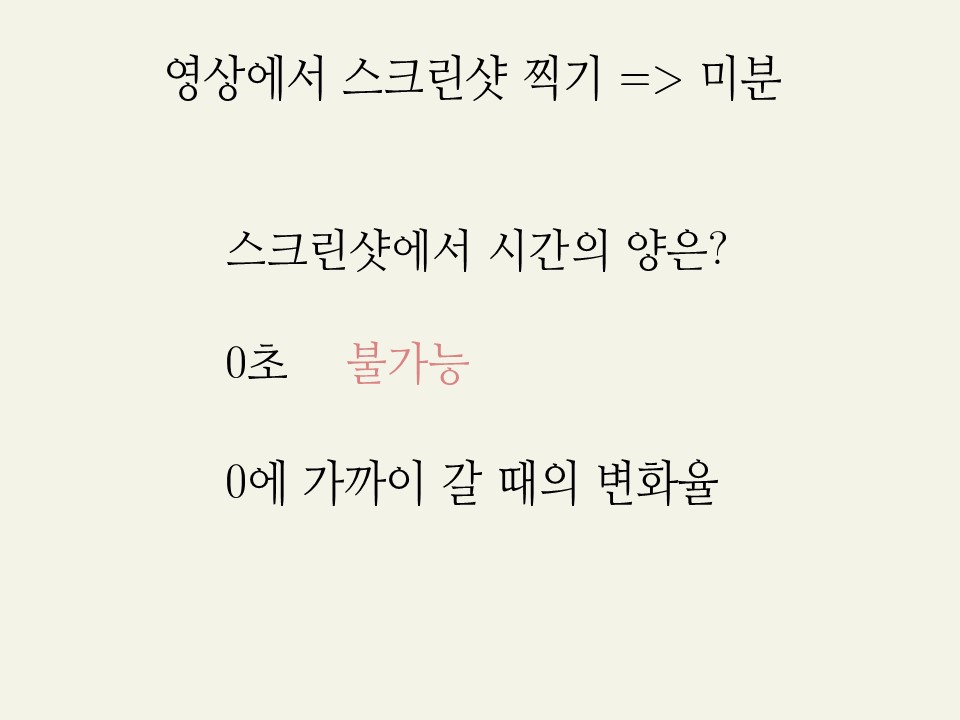 영상에서 스크린샷 찍기 => 미분
스크린샷에서 시간의 양은?
0초 불가능
0에 가까이 갈 때의 변화율